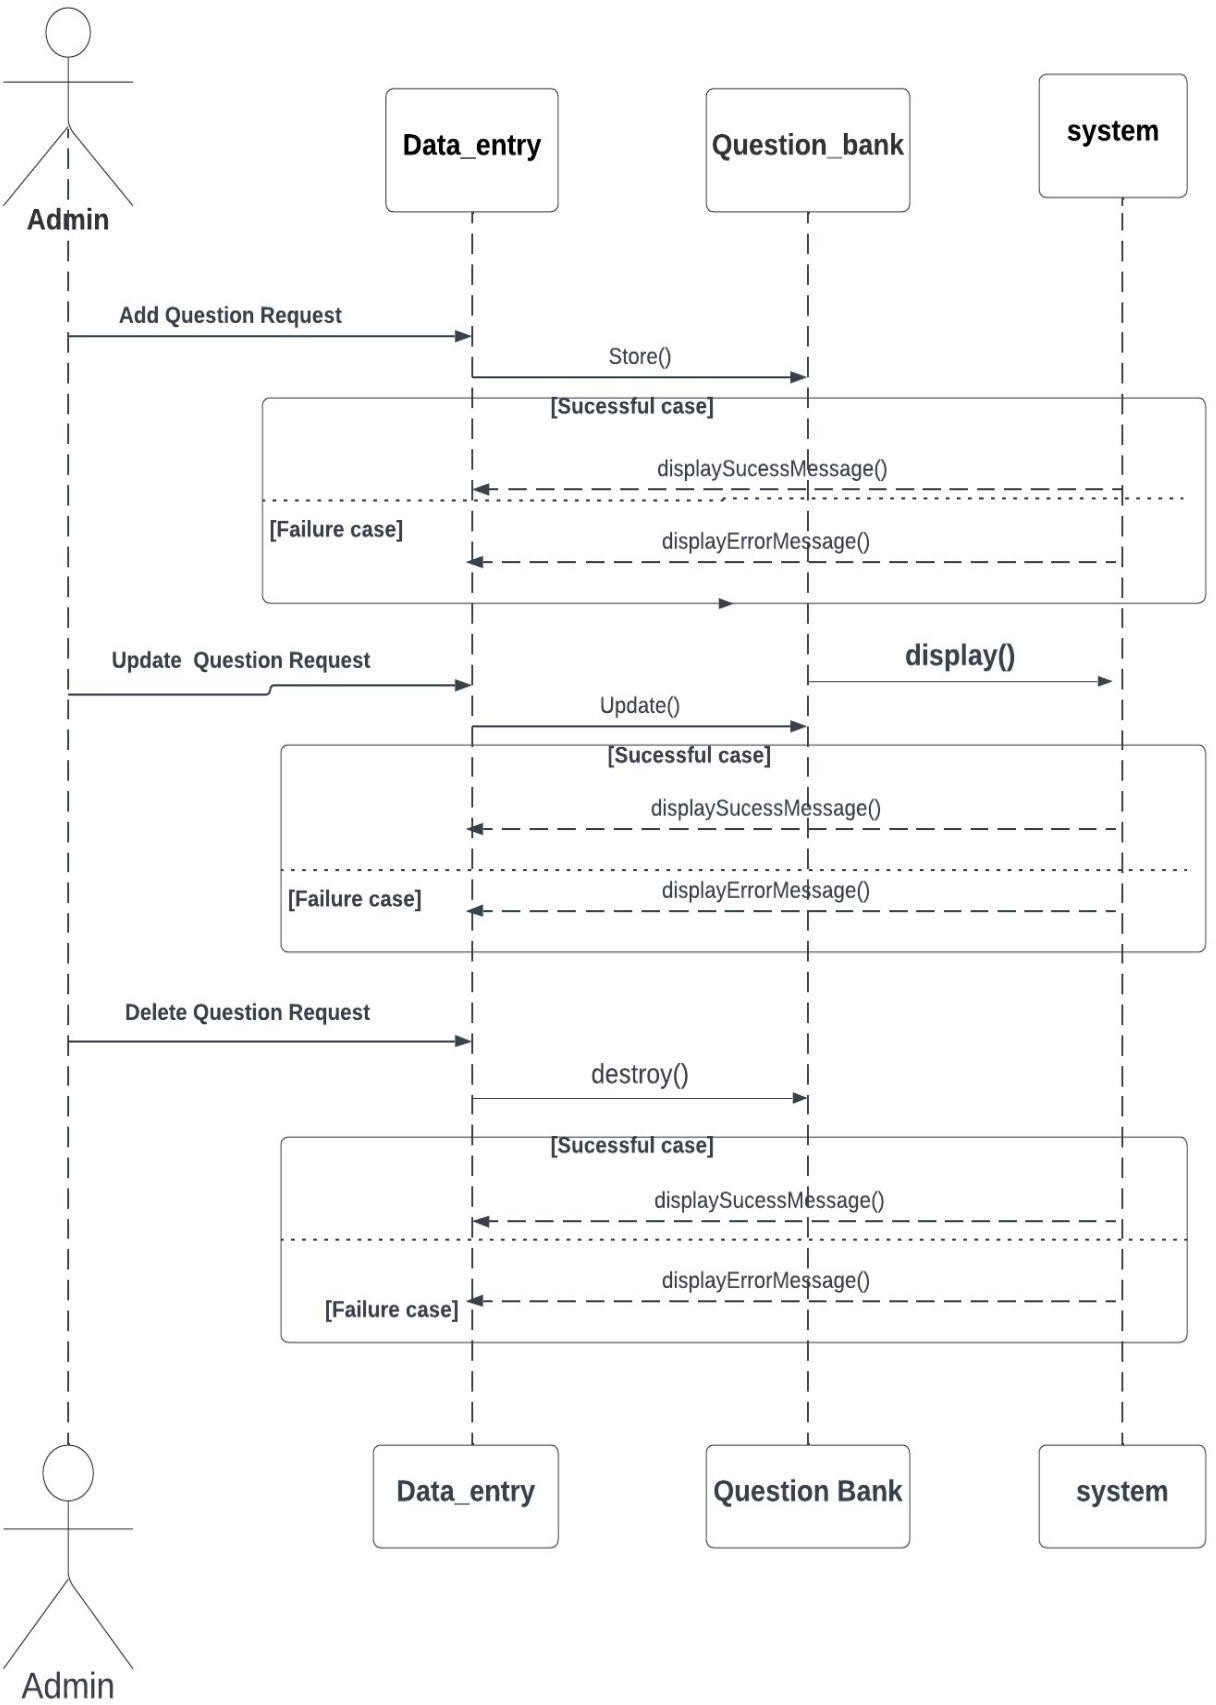 Admin
Data_entry
Question_bank
system
Add Question Request
Store()
[Sucessful case]
displaySucessMessage()
[Failure case]
displayErrorMessage()
Update  Question Request
display()
Update()
[Sucessful case]
displaySucessMessage()
[Failure case]
displayErrorMessage()
Delete Question Request
destroy()
[Sucessful case]
displaySucessMessage()
displayErrorMessage()
[Failure case]
Data_entry
Question Bank
system
Admin